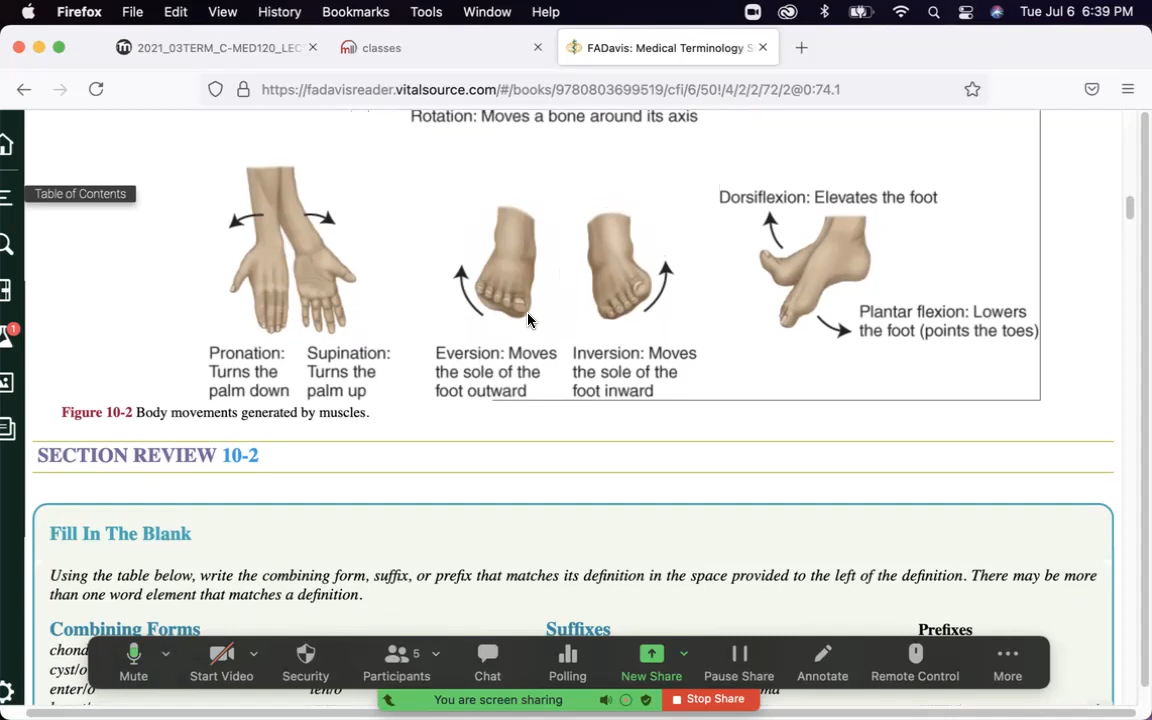 Firefox File Edit View History Bookmarks Tools Window Help Tue Jul 6 6:39 PM
2021_03TERM_C-MED120_LEC classes FADavis: Medical Terminology S
https://fadavisreader.vitalsource.com/#/books/9780803699519/cfi/6/50!/4/2/2/72/2@0:74.1
Rotation: Moves a bone around its axis
Table of Contents
Dorsiflexion: Elevates the foot
Plantar flexion: Lowers
the foot (points the toes)
1
Pronation:
Turns the
palm down
Supination:
Turns the
palm up
Eversion: Moves
the sole of the
foot outward
Inversion: Moves
the sole of the
foot inward
Figure 10-2 Body movements generated by muscles.
SECTION REVIEW 10-2
Fill In The Blank
Using the table below, write the combining form, suffix, or prefix that matches its definition in the space provided to the left of the definition. There may be more
than one word element that matches a definition.
Combining Forms Suffixes Prefixes
chond
cyst/o
enter/o ten/o
5
Mute Start Video Security Participants Chat Polling New Share Pause Share Annotate Remote Control More
You are screen sharing Stop Share